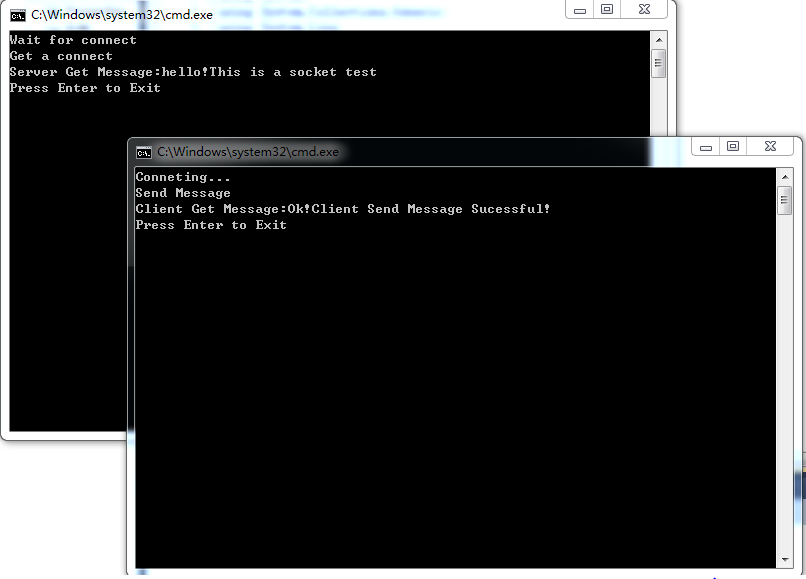 C:\Windows\system32\cmd.exe
Wait for connect
Get a connect
Server Get Message:hello!This is a socket test
Press Enter to Exit
C:\Windows\system32\cmd.exe
Conneting...
Send Message
Client Get Message:Ok!Client Send Message Sucessful!
Press Enter to Exit